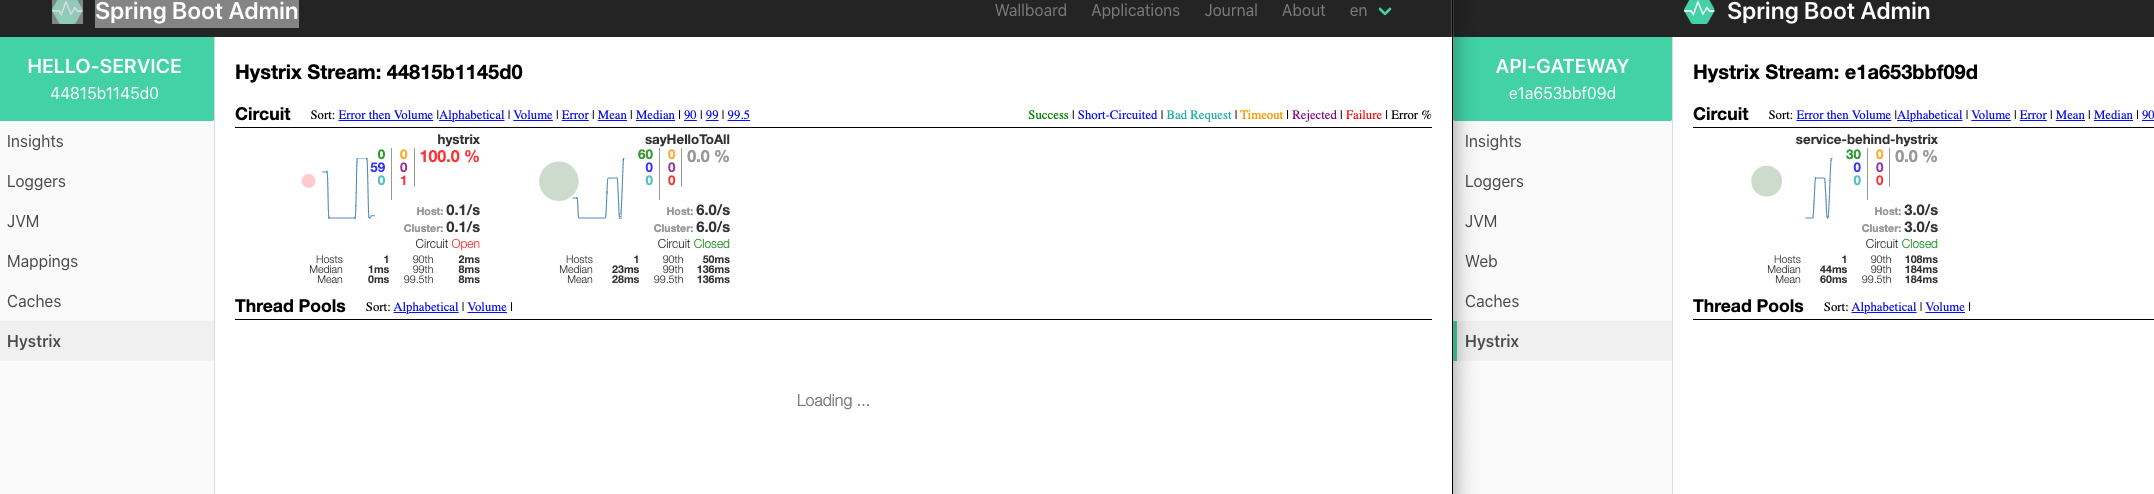 Spring Boot Admin
Wallboard Applications Journal About en
HELLO-SERVICE
44815b1145d0
Insights
Loggers
JVM
Mappings
Caches
Hystrix
Hystrix Stream: 44815b1145d0
Circuit Sort: Error then Volume |Alphabetical | Volume | Error | Mean | Median | 90 | 99 | 99.5
Success | Short-Circuited | Bad Request | Timeout | Rejected | Failure | Error %
hystrix
0 0 100.0 %
59 0
0 1
Host: 0.1/s
Cluster: 0.1/s
Circuit Open
Hosts 1 90th 2ms
Median 1ms 99th 8ms
Mean 0ms 99.5th 8ms
sayHelloToAll
60 0 0.0 %
0 0
0 0
Host: 6.0/s
Cluster: 6.0/s
Circuit Closed
Hosts 1 90th 50ms
Median 23ms 99th 136ms
Mean 28ms 99.5th 136ms
Thread Pools Sort: Alphabetical | Volume |
Loading ...
Spring Boot Admin
API-GATEWAY
e1a653bbf09d
Insights
Loggers
JVM
Web
Caches
Hystrix
Hystrix Stream: e1a653bbf09d
Circuit Sort: Error then Volume |Alphabetical | Volume | Error | Mean | Median | 90
service-behind-hystrix
30 0 0.0 %
0 0
0 0
Host: 3.0/s
Cluster: 3.0/s
Circuit Closed
Hosts 1 90th 108ms
Median 44ms 99th 184ms
Mean 60ms 99.5th 184ms
Thread Pools Sort: Alphabetical | Volume |